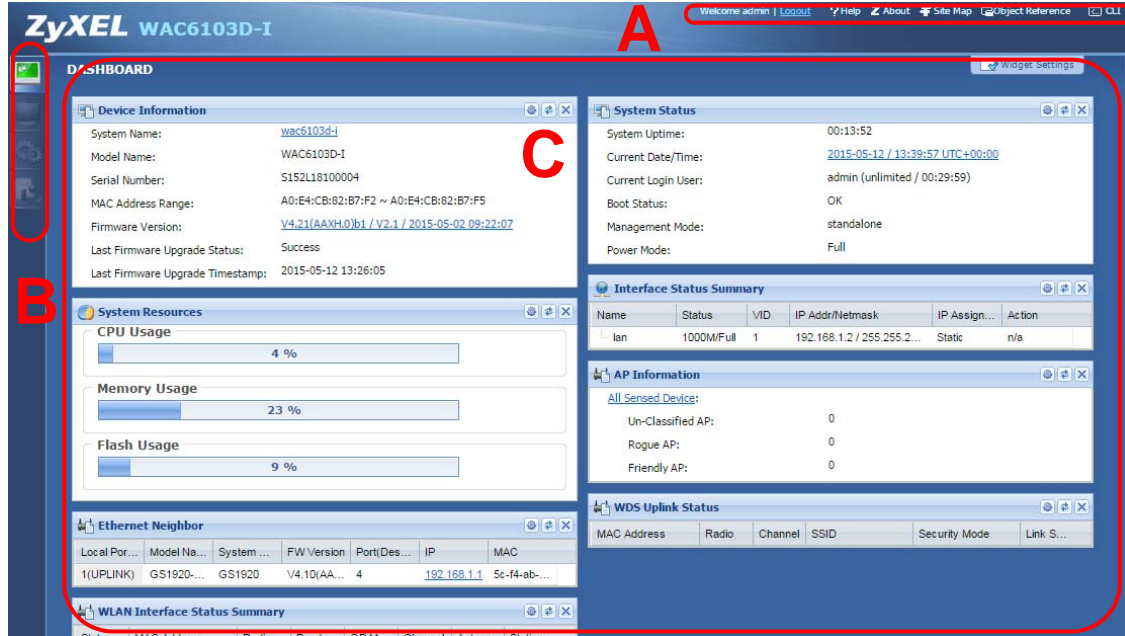 ZyXEL WAC6103D-I
Welcome admin | Logout ? Help Z About Site Map Object Reference CLI
A
DASHBOARD
Widget Settings
Device Information
System Name: wac6103d-i
Model Name: WAC6103D-I
Serial Number: S152L18100004
MAC Address Range: A0:E4:CB:82:B7:F2 ~ A0:E4:CB:82:B7:F5
Firmware Version: V4.21(AAXH.0)b1 / V2.1 / 2015-05-02 09:22:07
Last Firmware Upgrade Status: Success
Last Firmware Upgrade Timestamp: 2015-05-12 13:26:05
C
B
System Resources
CPU Usage
4 %
Memory Usage
23 %
Flash Usage
9 %
Ethernet Neighbor
Local Por... Model Na... System ... FW Version Port(Des... IP MAC
1(UPLINK) GS1920-... GS1920 V4.10(AA... 4 192.168.1.1 5c-f4-ab-...
WLAN Interface Status Summary
System Status
System Uptime: 00:13:52
Current Date/Time: 2015-05-12 / 13:39:57 UTC+00:00
Current Login User: admin (unlimited / 00:29:59)
Boot Status: OK
Management Mode: standalone
Power Mode: Full
Interface Status Summary
Name Status VID IP Addr/Netmask IP Assign... Action
lan 1000M/Full 1 192.168.1.2 / 255.255.2... Static n/a
AP Information
All Sensed Device:
Un-Classified AP: 0
Rogue AP: 0
Friendly AP: 0
WDS Uplink Status
MAC Address Radio Channel SSID Security Mode Link S...